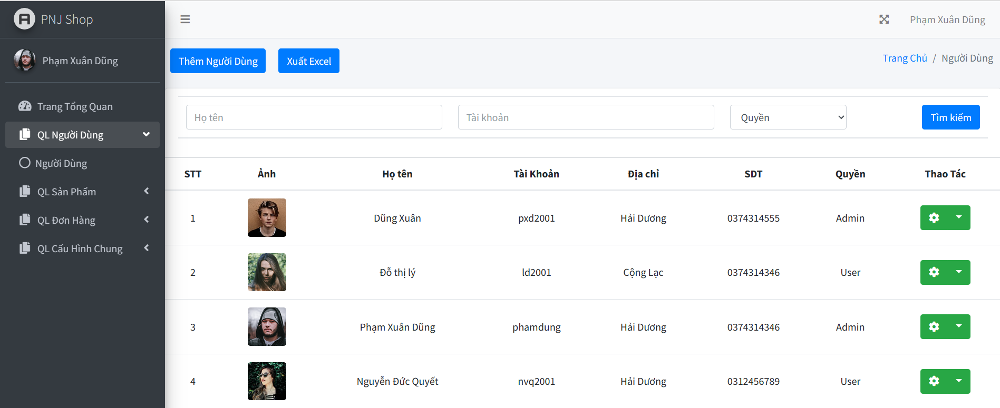 PNJ Shop
Phạm Xuân Dũng
Phạm Xuân Dũng
Trang Tổng Quan
QL Người Dùng
Người Dùng
QL Sản Phẩm
QL Đơn Hàng
QL Cấu Hình Chung
Thêm Người Dùng Xuất Excel
Trang Chủ / Người Dùng
Họ tên Tài khoản Quyền Tìm kiếm
STT Ảnh Họ tên Tài Khoản Địa chỉ SDT Quyền Thao Tác
1 Dũng Xuân pxd2001 Hải Dương 0374314555 Admin
2 Đỗ thị lý ld2001 Cộng Lạc 0374314346 User
3 Phạm Xuân Dũng phamdung Hải Dương 0374314346 Admin
4 Nguyễn Đức Quyết nvq2001 Hải Dương 0312456789 User